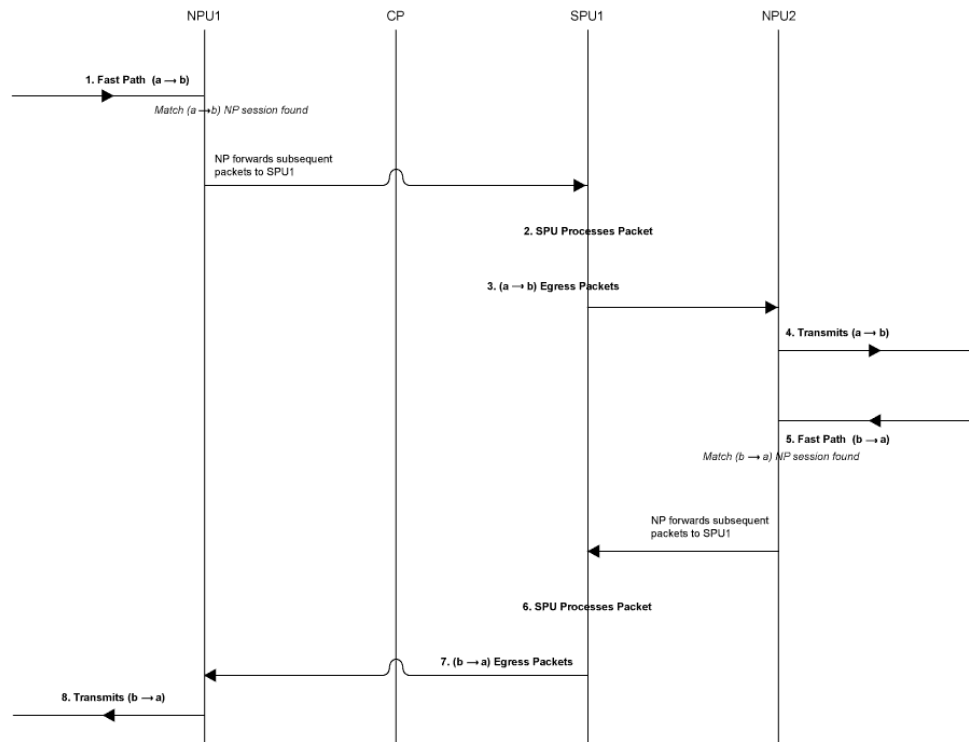 NPU1 CP SPU1 NPU2
1. Fast Path (a → b)
Match (a → b) NP session found
NP forwards subsequent
packets to SPU1
2. SPU Processes Packet
3. (a → b) Egress Packets
4. Transmits (a → b)
5. Fast Path (b → a)
Match (b → a) NP session found
NP forwards subsequent
packets to SPU1
6. SPU Processes Packet
7. (b → a) Egress Packets
8. Transmits (b → a)